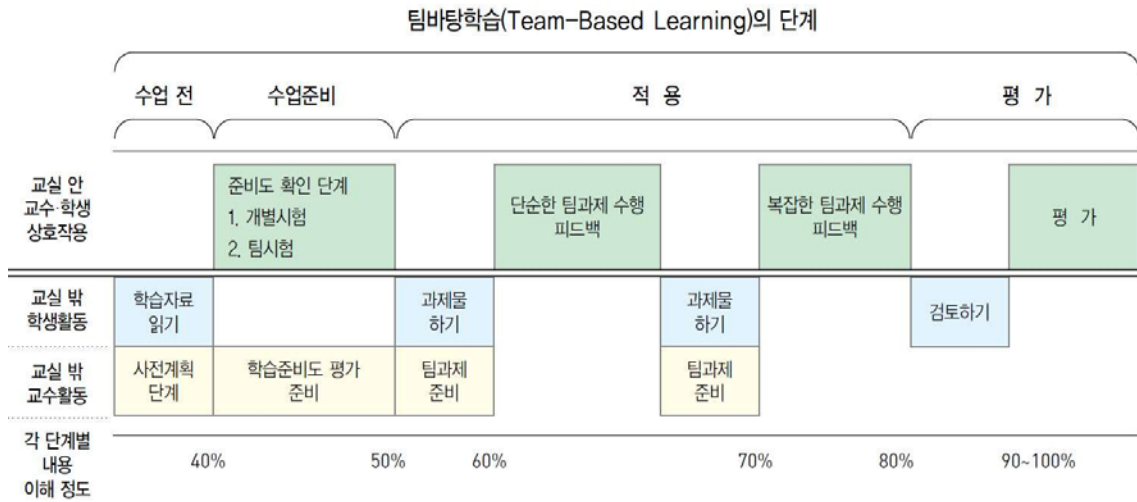 팀바탕학습(Team-Based Learning)의 단계
수업 전
수업준비
적 용
평 가
교실 안
교수·학생
상호작용
준비도 확인 단계
1. 개별시험
2. 팀시험
단순한 팀과제 수행
피드백
복잡한 팀과제 수행
피드백
평 가
교실 밖
학생활동
학습자료
읽기
과제물
하기
과제물
하기
검토하기
교실 밖
교수활동
사전계획
단계
학습준비도 평가
준비
팀과제
준비
팀과제
준비
각 단계별
내용
이해 정도
40%
50%
60%
70%
80%
90~100%